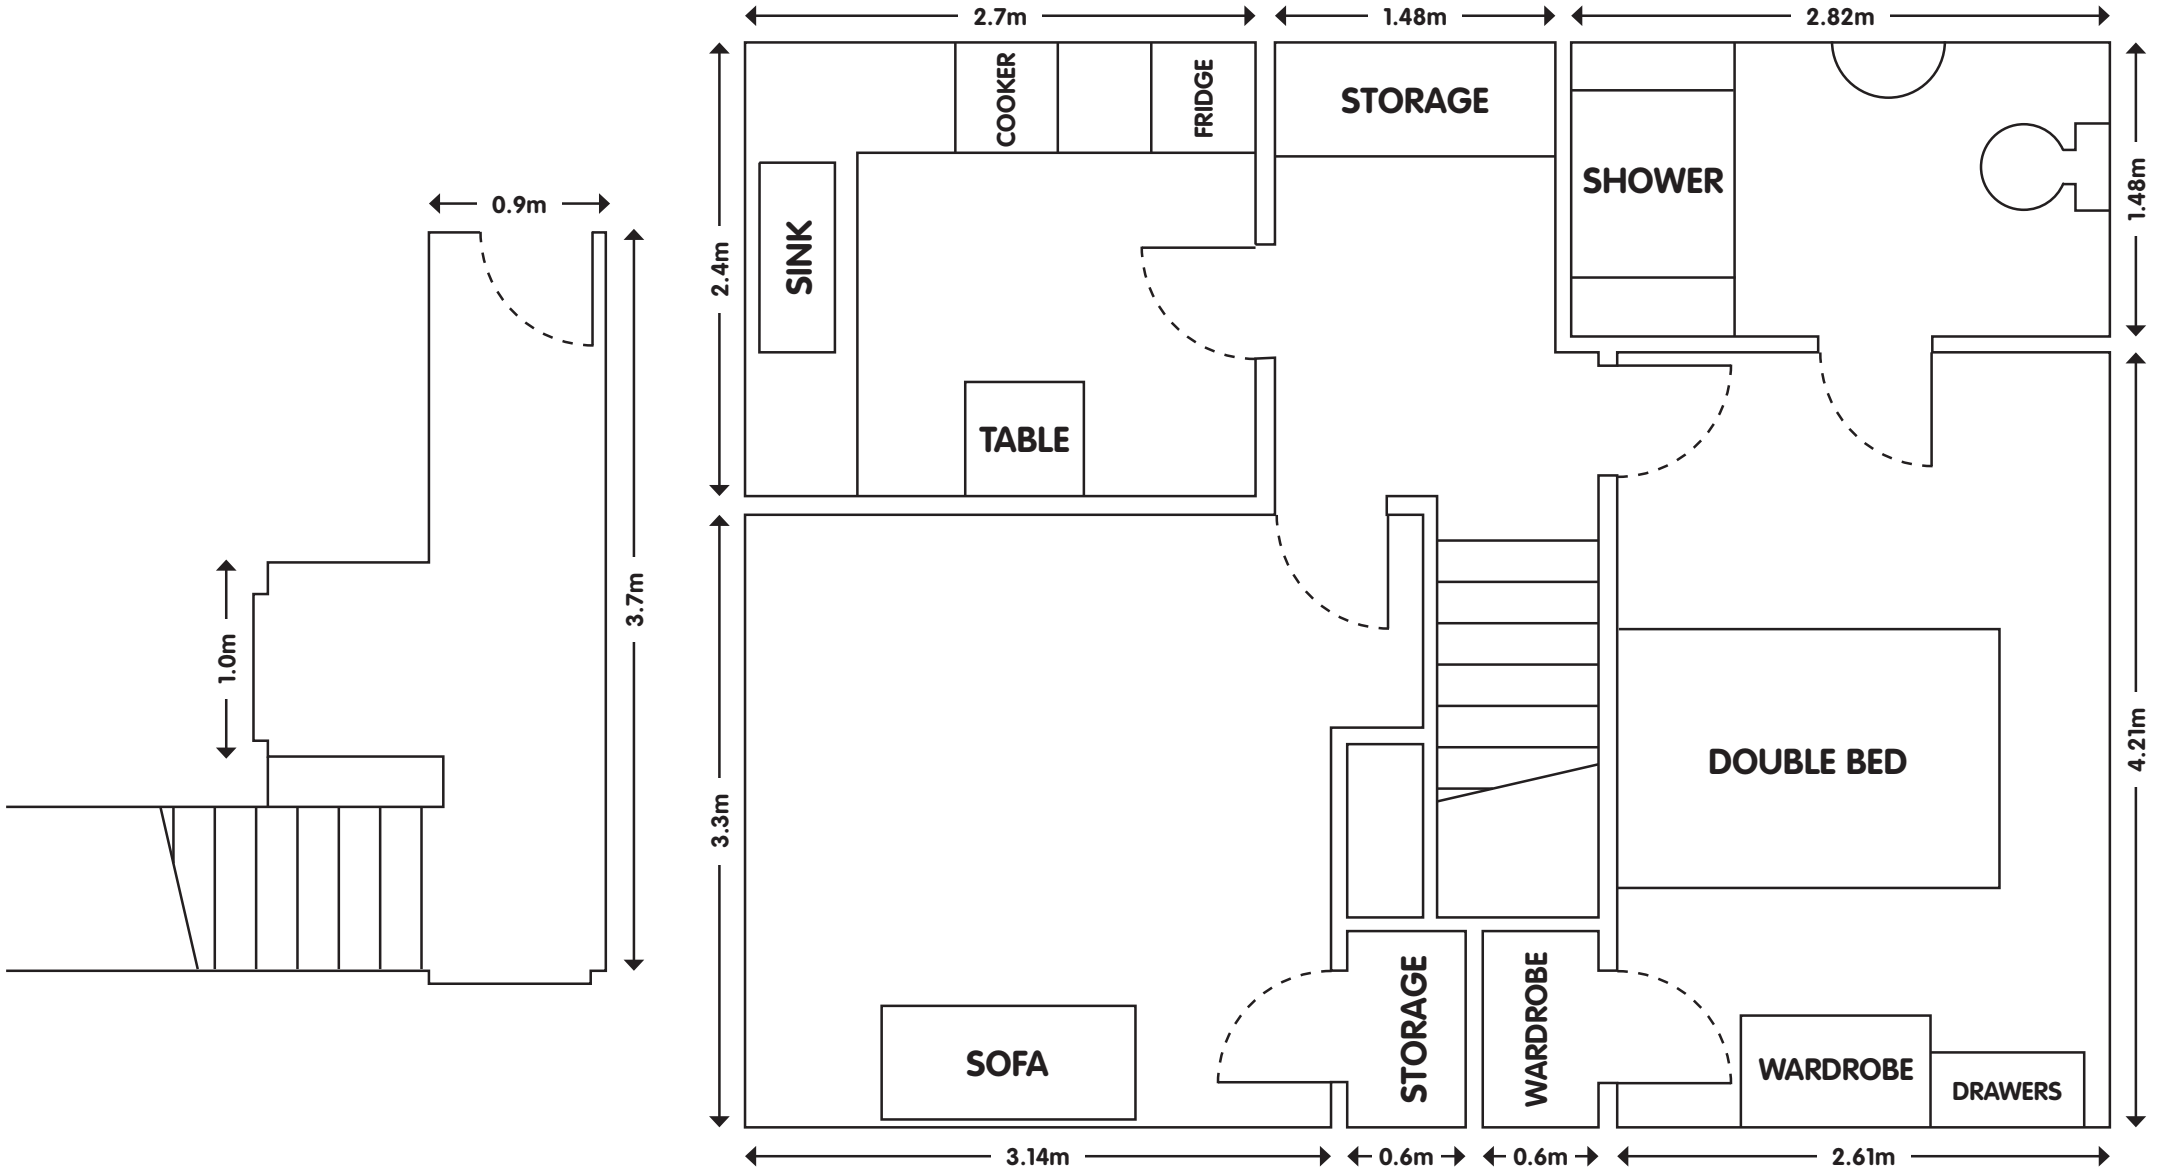 2.7m
1.48m
2.82m
COOKER
FRIDGE
STORAGE
SHOWER
1.48m
0.9m
SINK
2.4m
TABLE
3.7m
1.0m
DOUBLE BED
4.21m
3.3m
SOFA
STORAGE
WARDROBE
WARDROBE
DRAWERS
3.14m
0.6m
0.6m
2.61m